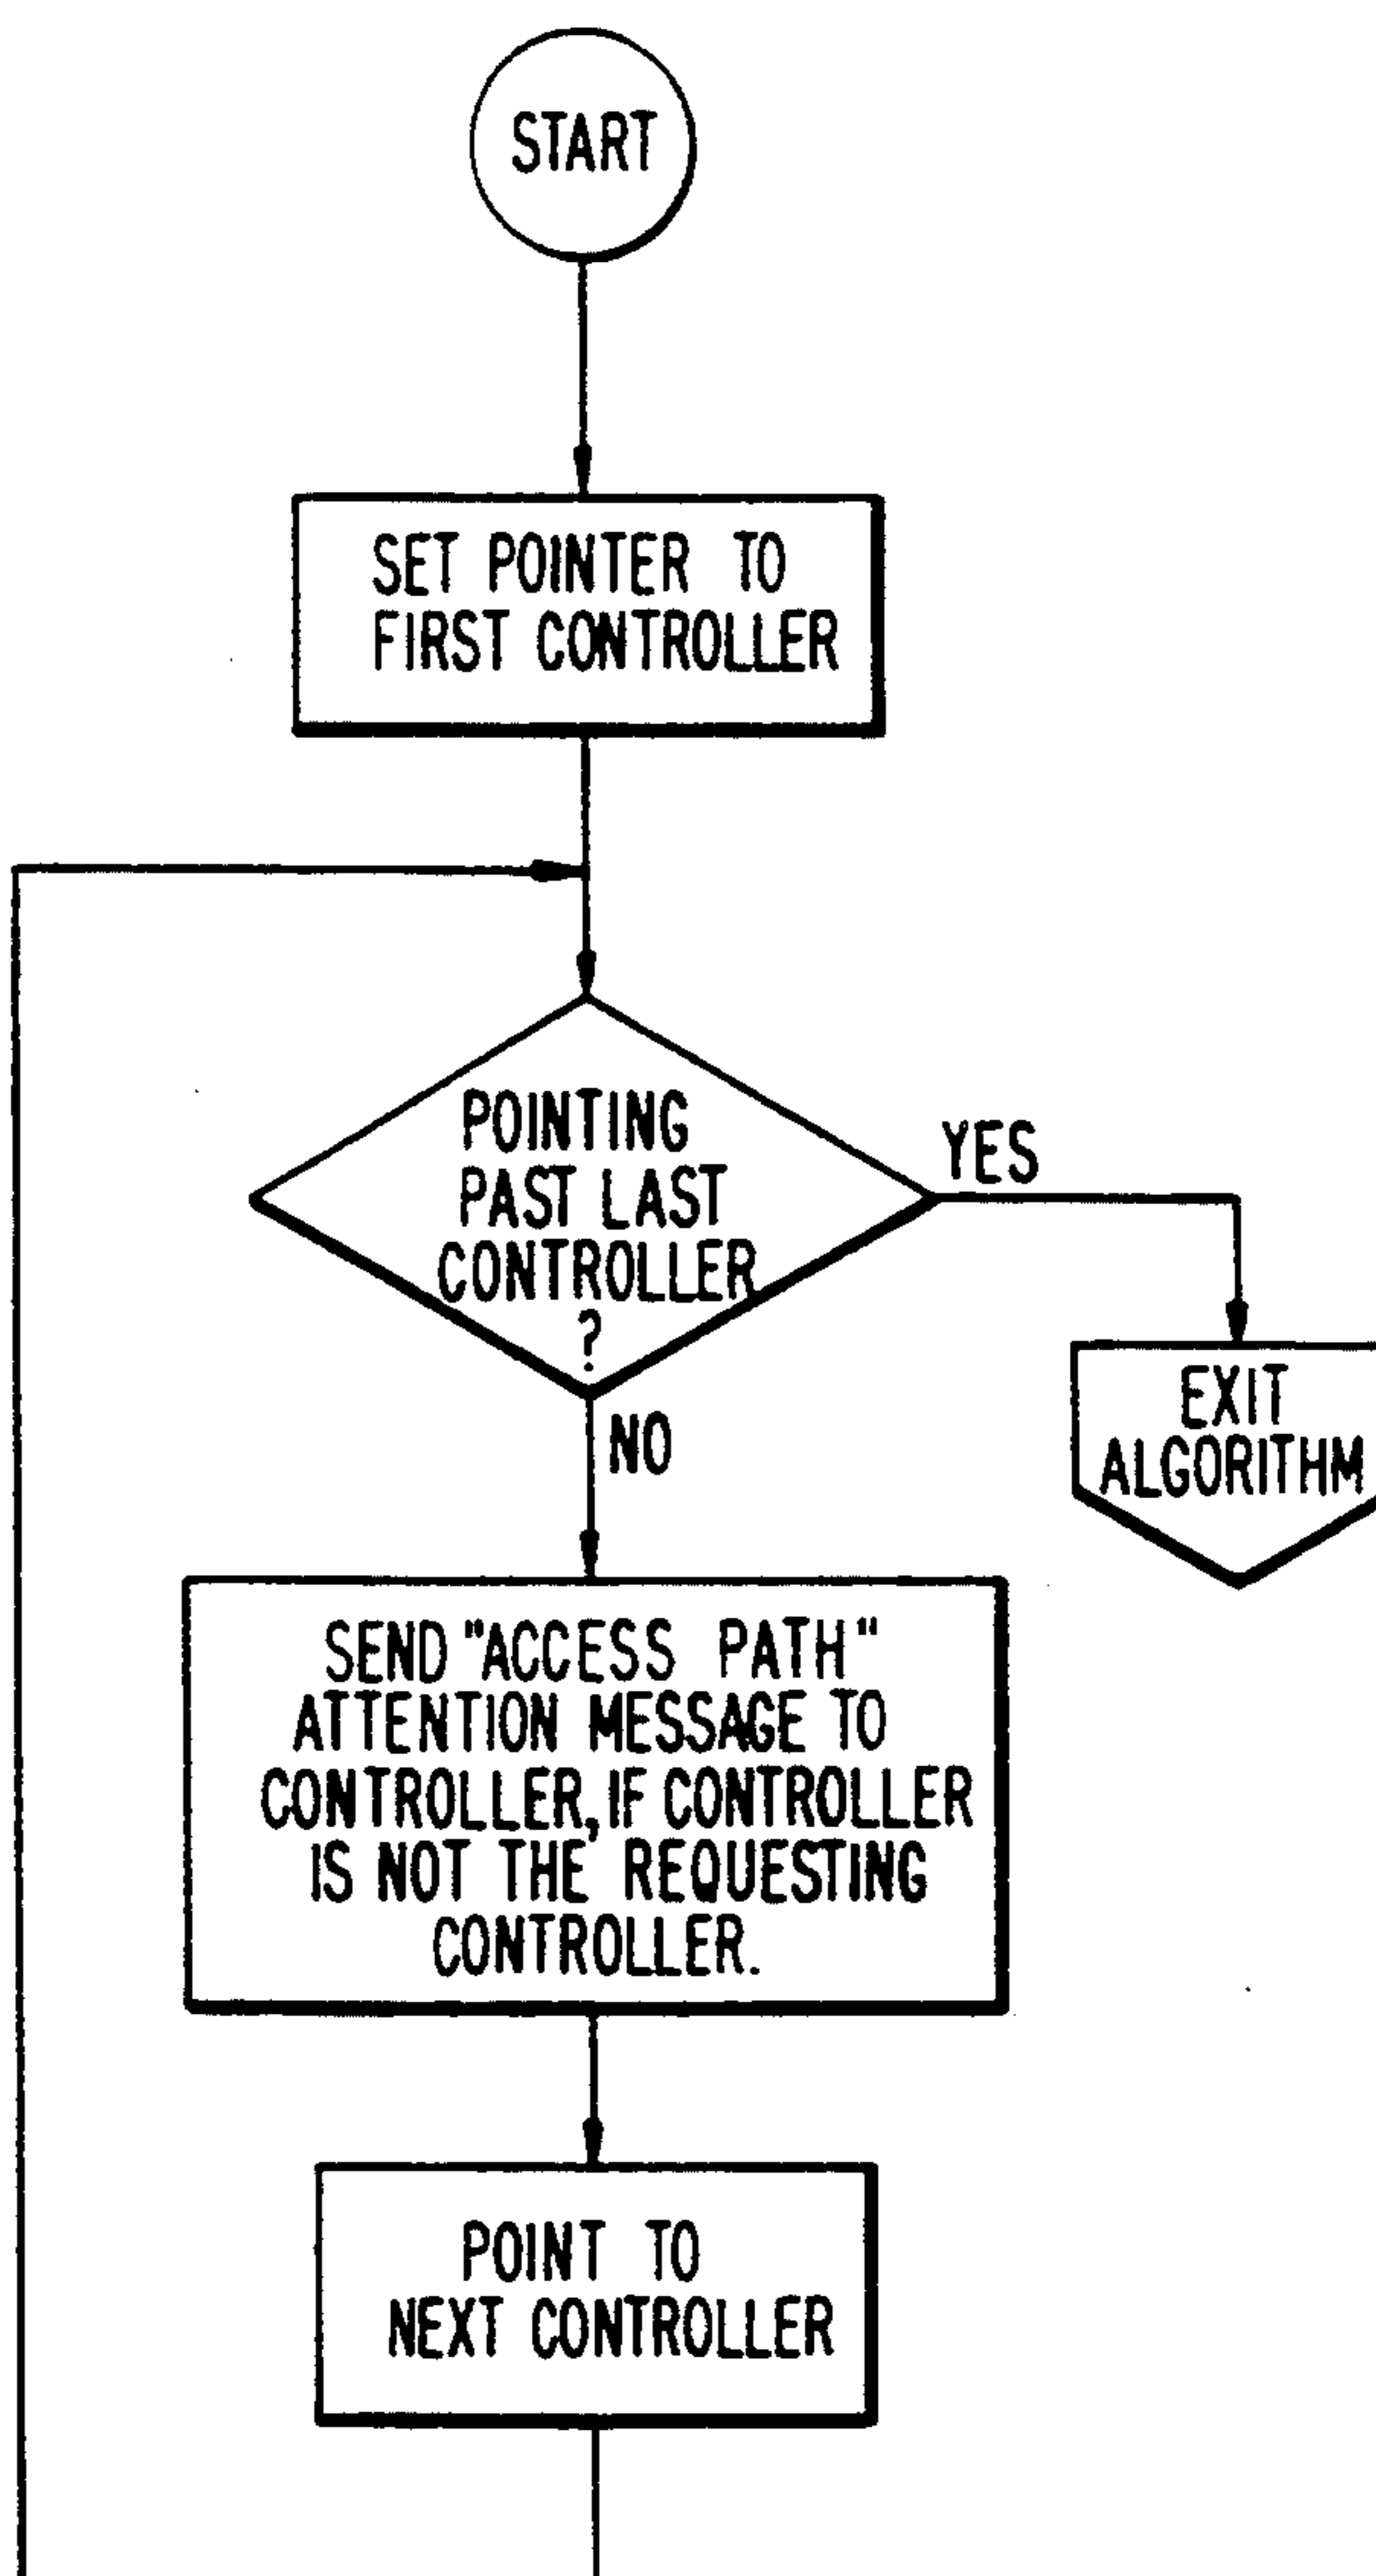 START
SET POINTER TO
FIRST CONTROLLER
POINTING
PAST LAST
CONTROLLER
?
YES
EXIT
ALGORITHM
NO
SEND "ACCESS PATH"
ATTENTION MESSAGE TO
CONTROLLER, IF CONTROLLER
IS NOT THE REQUESTING
CONTROLLER.
POINT TO
NEXT CONTROLLER